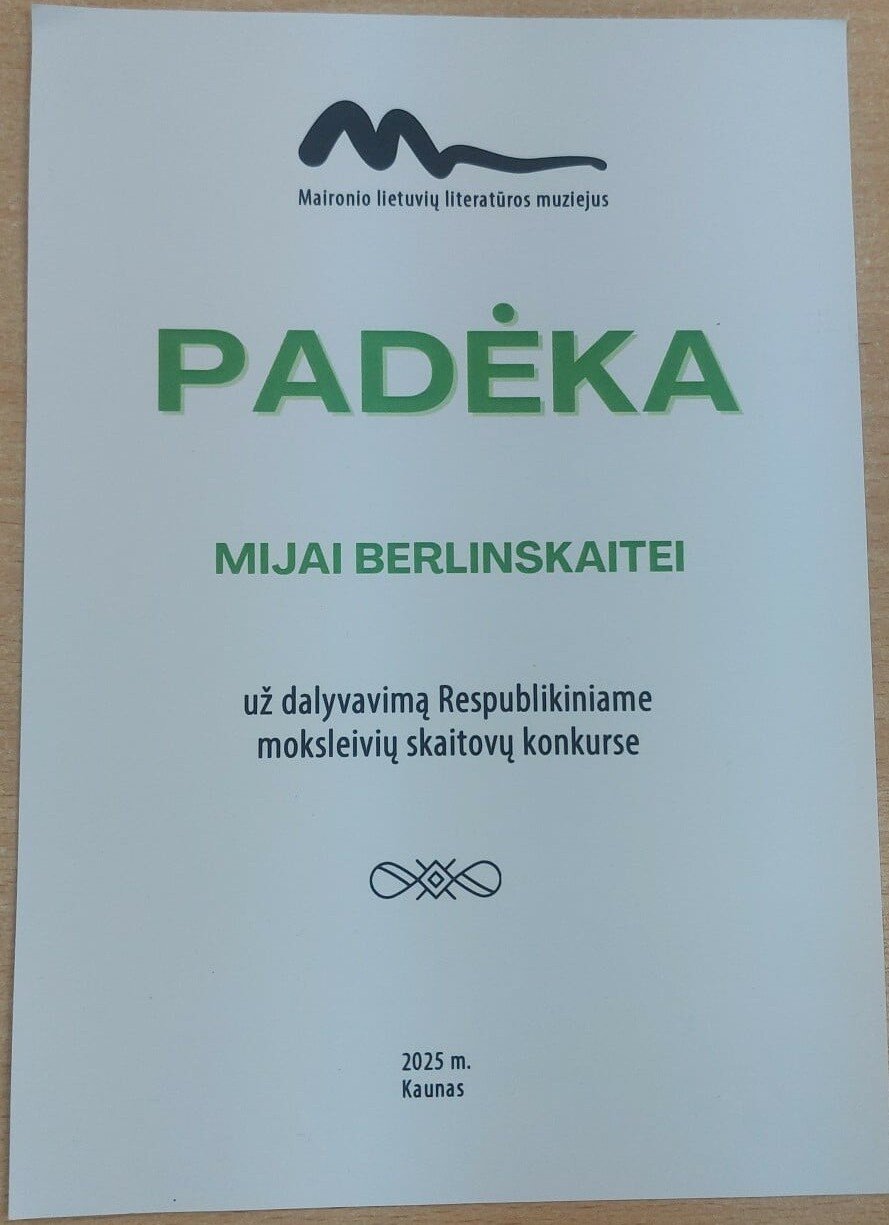 Maironio lietuvių literatūros muziejus
PADĖKA
MIJAI BERLINSKAITEI
už dalyvavimą Respublikiniame
moksleivių skaitovų konkurse
2025 m.
Kaunas